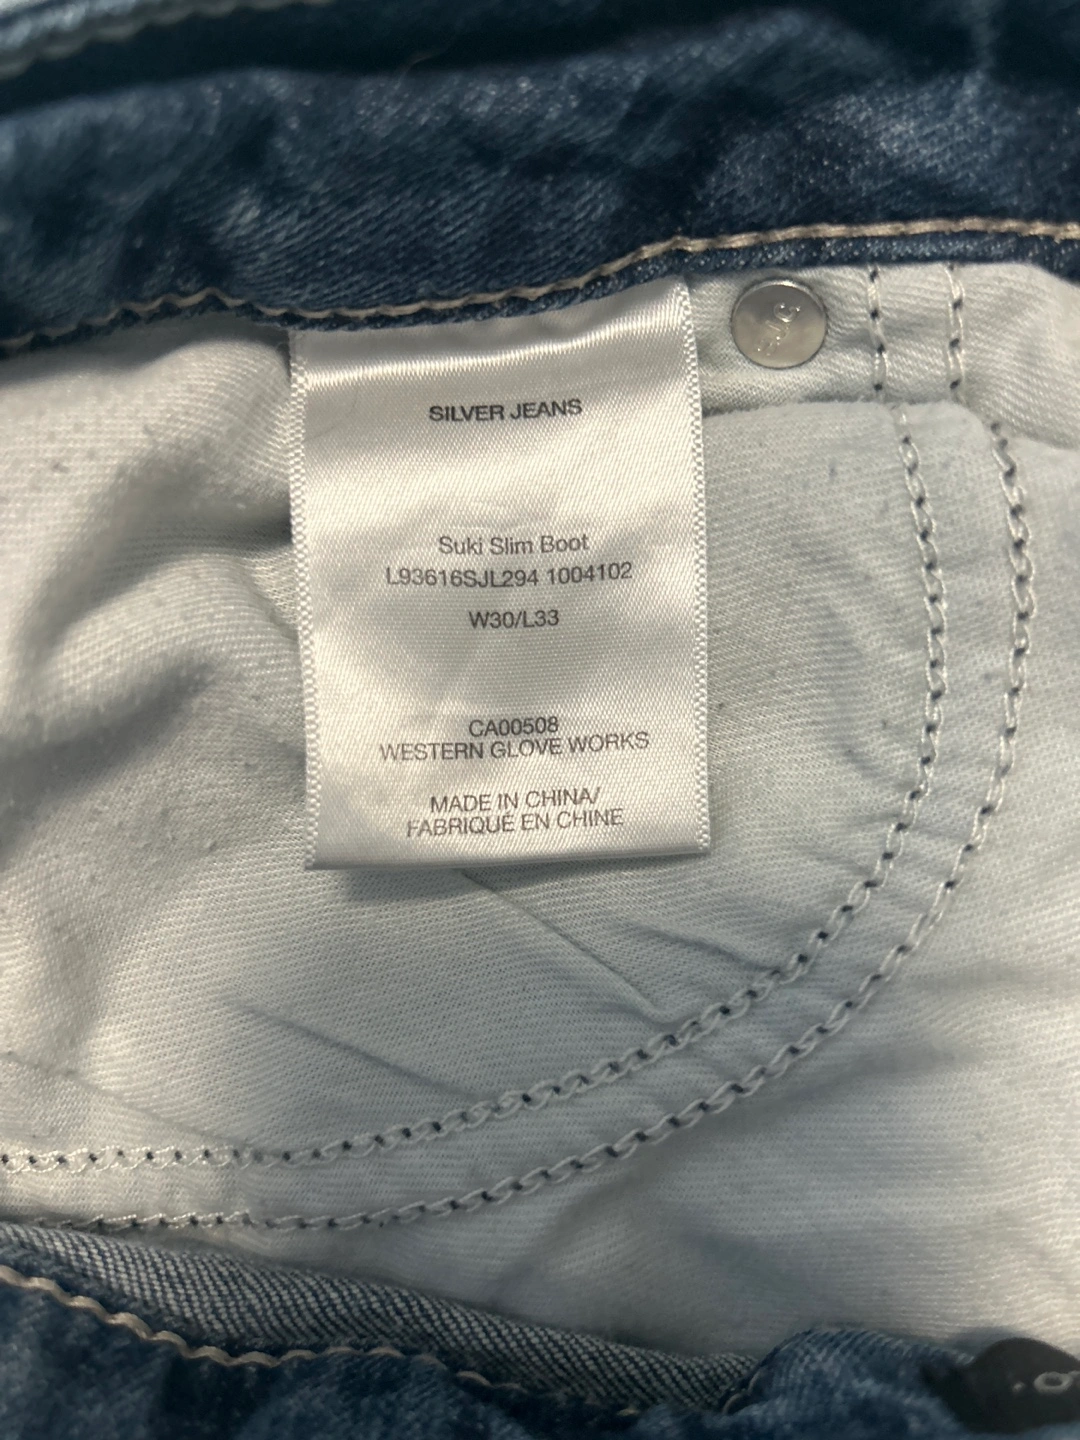 SILVER JEANS
Suki Slim Boot
L93616SJL294 1004102
W30/L33
CA00508
WESTERN GLOVE WORKS
MADE IN CHINA/
FABRIQUÉ EN CHINE